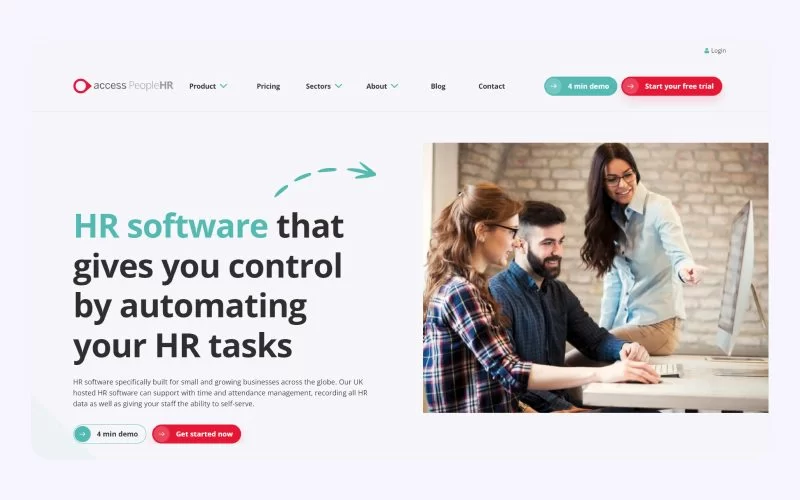 Login
access PeopleHR
Product
Pricing
Sectors
About
Blog
Contact
4 min demo
Start your free trial
HR software that
gives you control
by automating
your HR tasks
HR software specifically built for small and growing businesses across the globe. Our UK
hosted HR software can support with time and attendance management, recording all HR
data as well as giving your staff the ability to self-serve.
4 min demo
Get started now